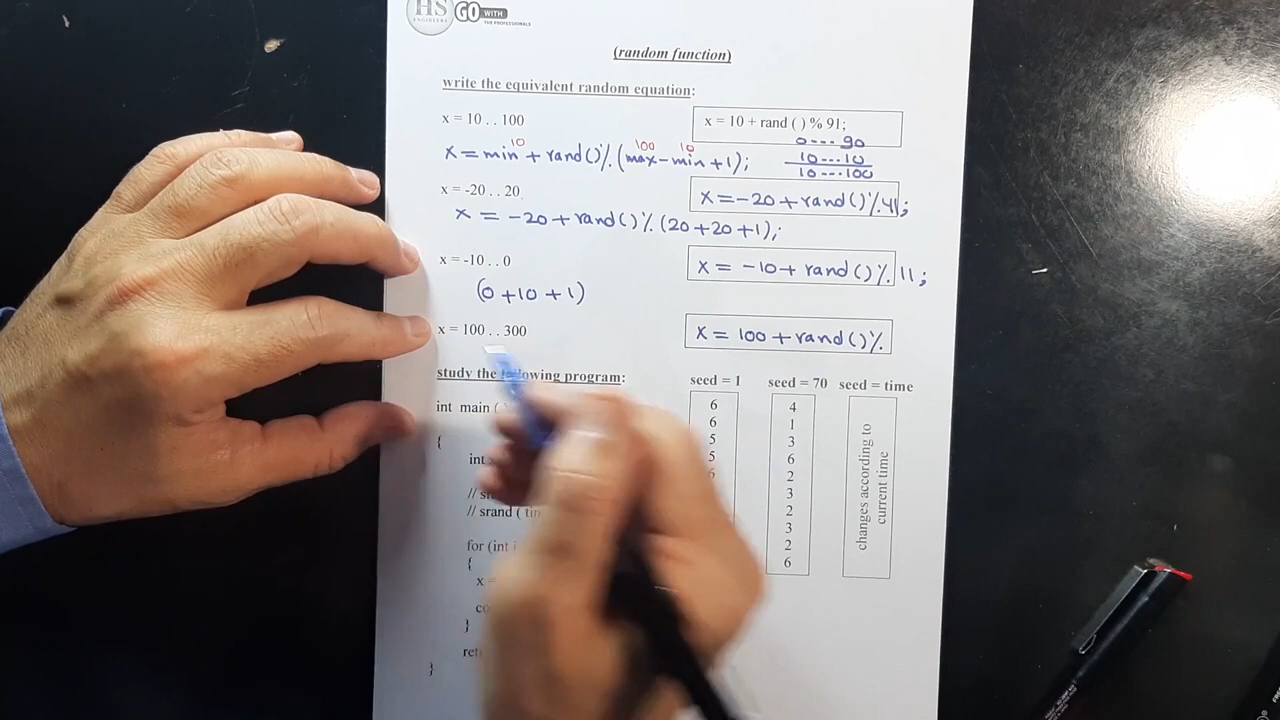 HS
ENGINEERS
GO WITH
THE PROFESSIONALS
(random function)
write the equivalent random equation:
x = 10 . . 100
x = 10 + rand ( ) % 91;
0 --- 90
10 --- 10
10 --- 100
10 100 10
x = min + rand() % (max - min + 1);
x = -20 . . 20
x = -20 + rand() % 41;
x = -20 + rand() % (20 + 20 + 1);
x = -10 . . 0
x = -10 + rand() % 11;
(0 + 10 + 1)
x = 100 . . 300
x = 100 + rand() %
study the following program:
seed = 1 seed = 70 seed = time
int main (
{
int
// sr
// srand ( tim
for (int i
{
x =
co
}
ret
}
6
6
5
5
6
4
1
3
6
2
3
2
3
2
6
changes according to
current time